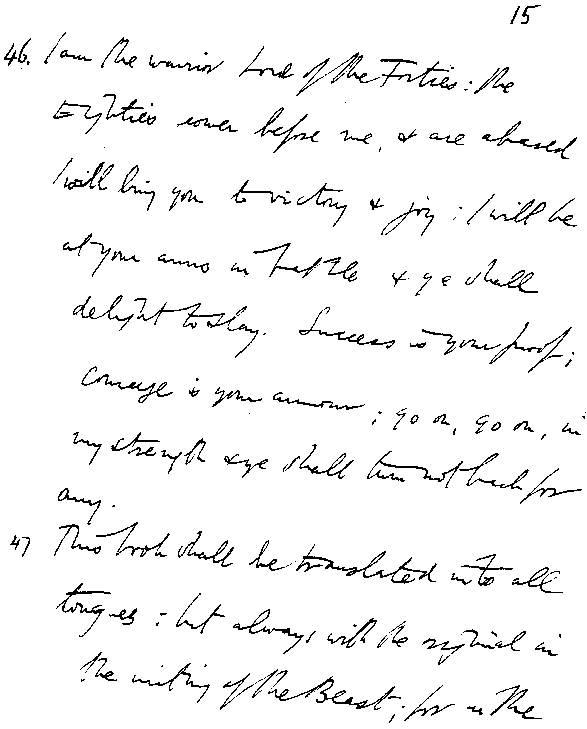 15
46. I am the warrior Lord of the Forties: the
Eighties cower before me, & are abased
I will bring you to victory & joy: I will be
at your arms in battle & ye shall
delight to slay. Success is your proof;
courage is your armour; go on, go on, in
my strength & ye shall turn not back for
any.
47 This book shall be translated into all
tongues: but always with the original in
the writing of the Beast; for in the